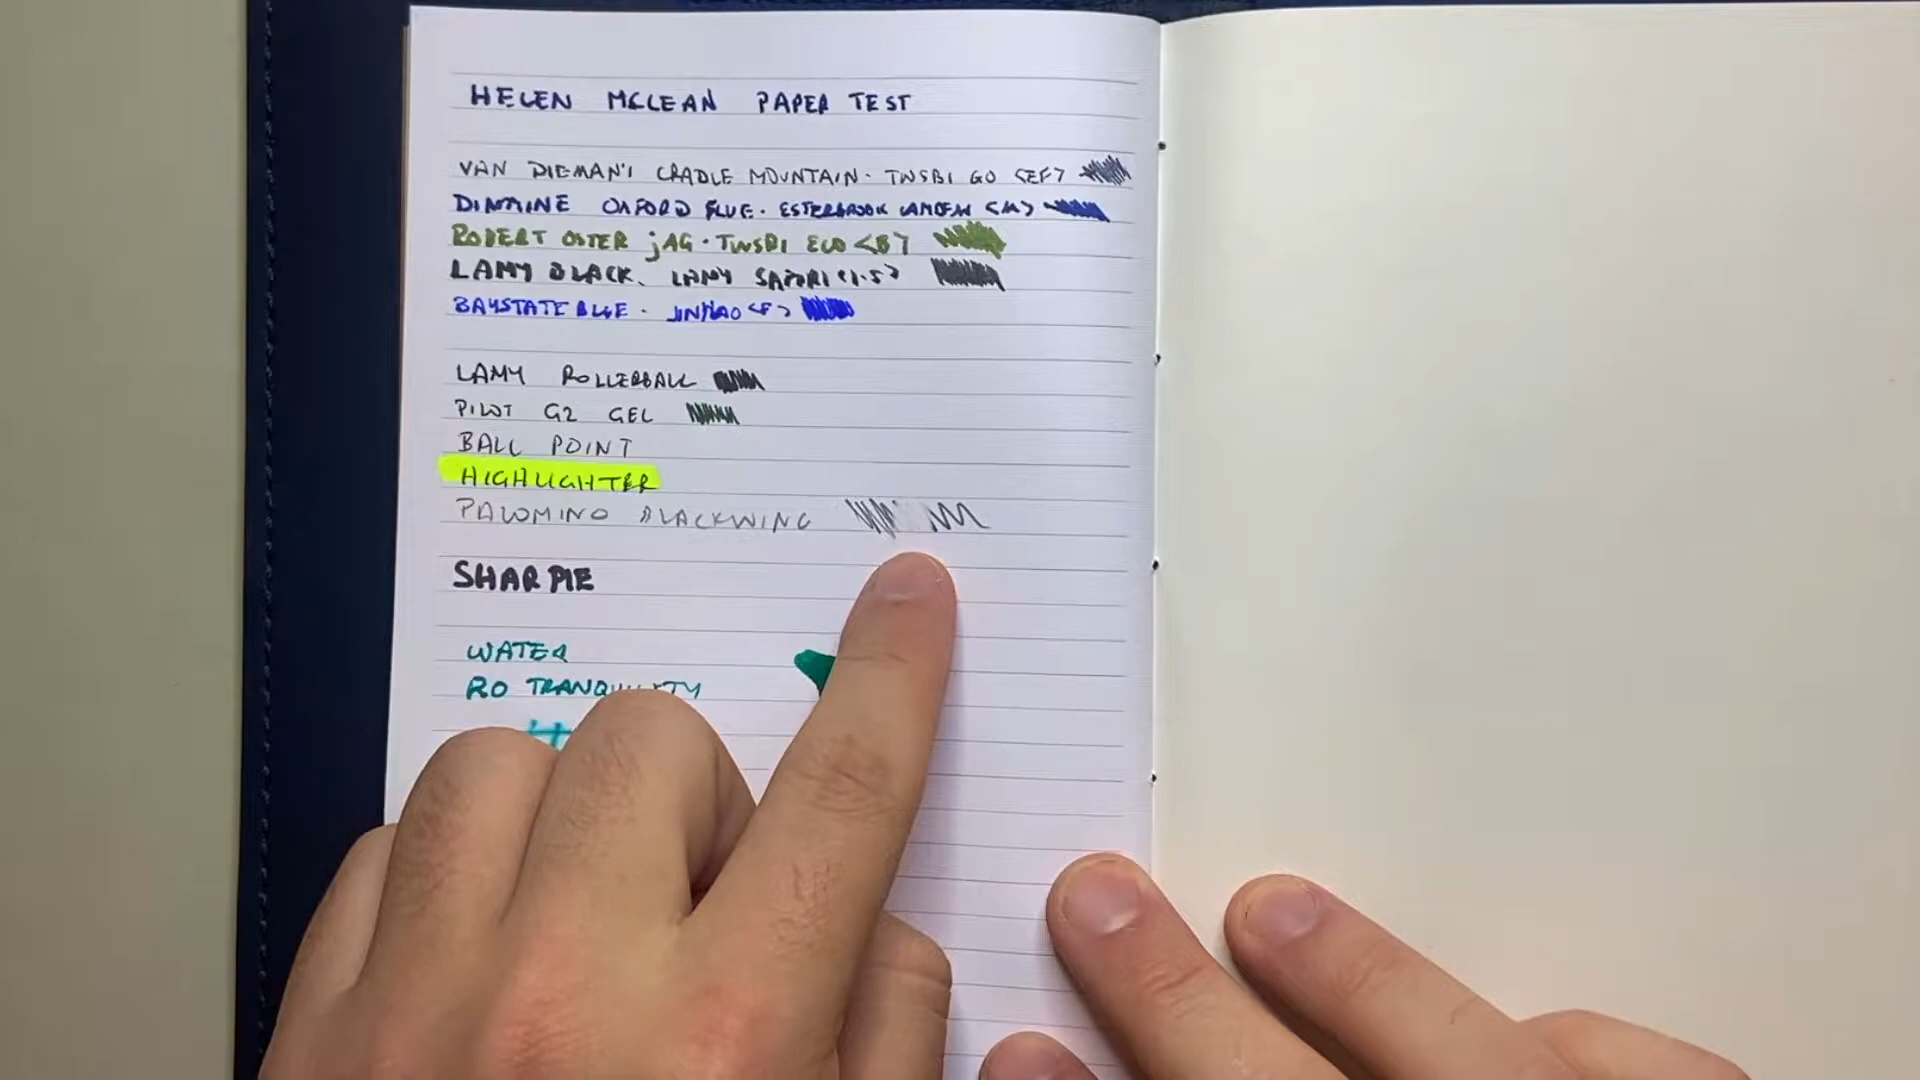 HELEN MCLEAN PAPER TEST
VAN DIEMAN'S CRADLE MOUNTAIN · TWSBI GO <EF>
DIAMINE OXFORD BLUE · ESTERBROOK CAMDEN <M>
ROBERT OSTER JAG · TWSBI ECO <B>
LAMY BLACK. LAMY SAFARI <1.5>
BAYSTATE BLUE · JINHAO <F>
LAMY ROLLERBALL
PILOT G2 GEL
BALL POINT
HIGHLIGHTER
PALOMINO BLACKWING
SHARPIE
WATER
RO TRANQUILITY